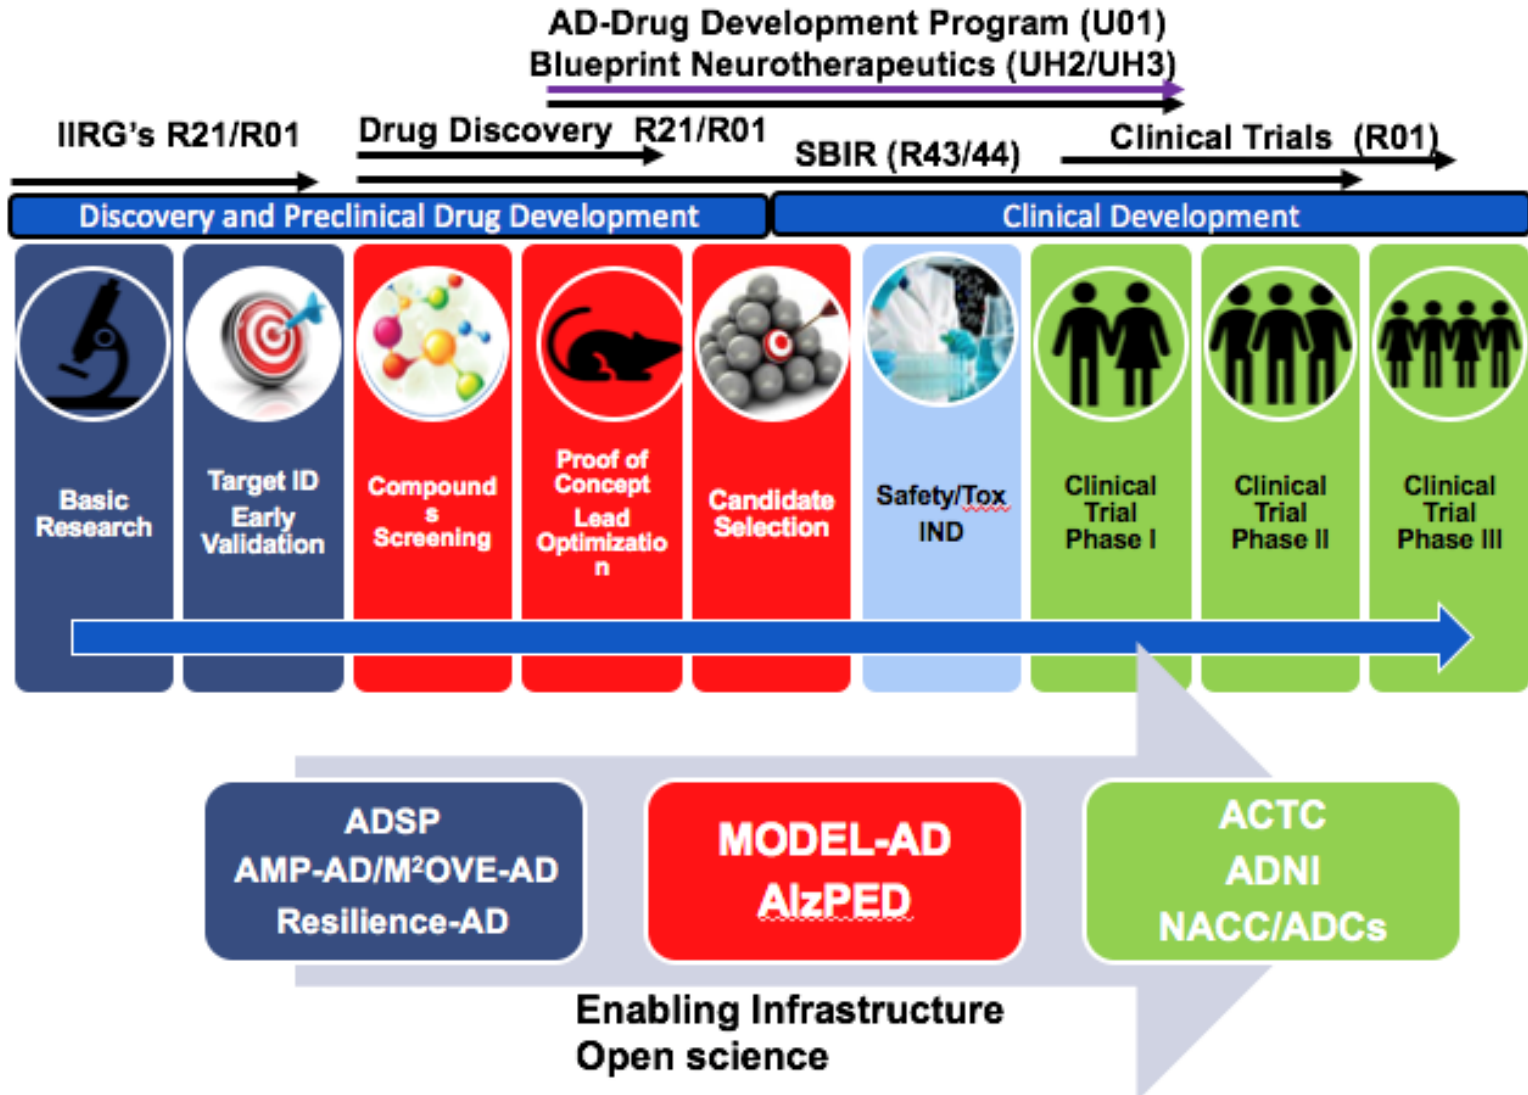 AD-Drug Development Program (U01)
Blueprint Neurotherapeutics (UH2/UH3)
IIRG's R21/R01
Drug Discovery R21/R01
SBIR (R43/44)
Clinical Trials (R01)
Discovery and Preclinical Drug Development
Clinical Development
Basic
Research
Target ID
Early
Validation
Compound
s
Screening
Proof of
Concept
Lead
Optimizatio
n
Candidate
Selection
Safety/Tox
IND
Clinical
Trial
Phase I
Clinical
Trial
Phase II
Clinical
Trial
Phase III
ADSP
AMP-AD/M²OVE-AD
Resilience-AD
MODEL-AD
AlzPED
ACTC
ADNI
NACC/ADCs
Enabling Infrastructure
Open science